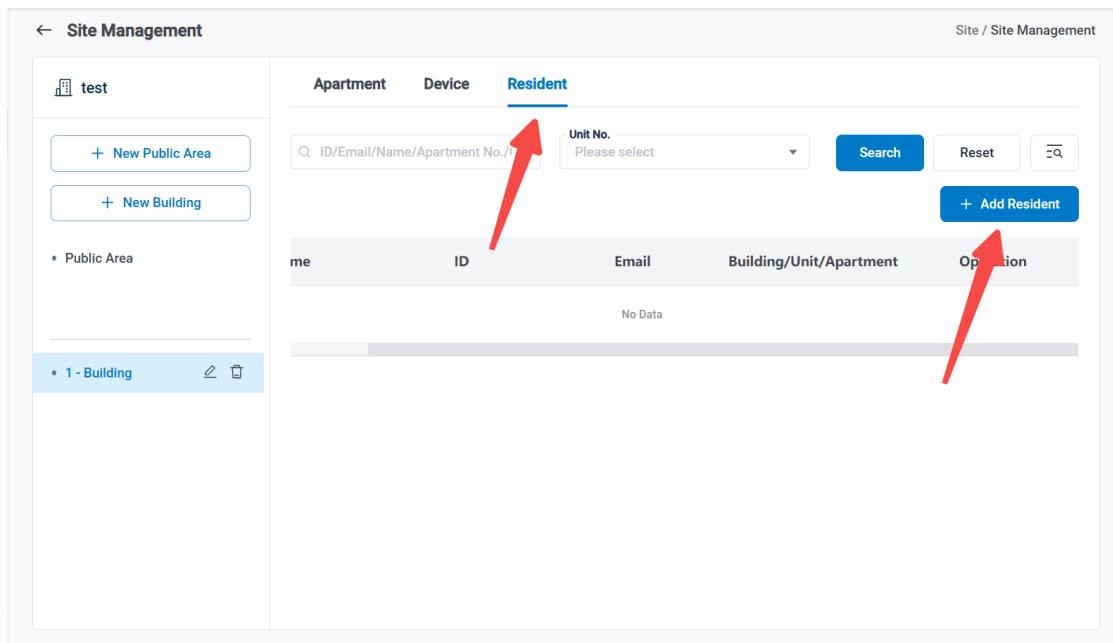 Site Management
Site / Site Management
test
Apartment
Device
Resident
+ New Public Area
ID/Email/Name/Apartment No./
Unit No.
Please select
Search
Reset
+ New Building
+ Add Resident
Public Area
me
ID
Email
Building/Unit/Apartment
No Data
1 - Building